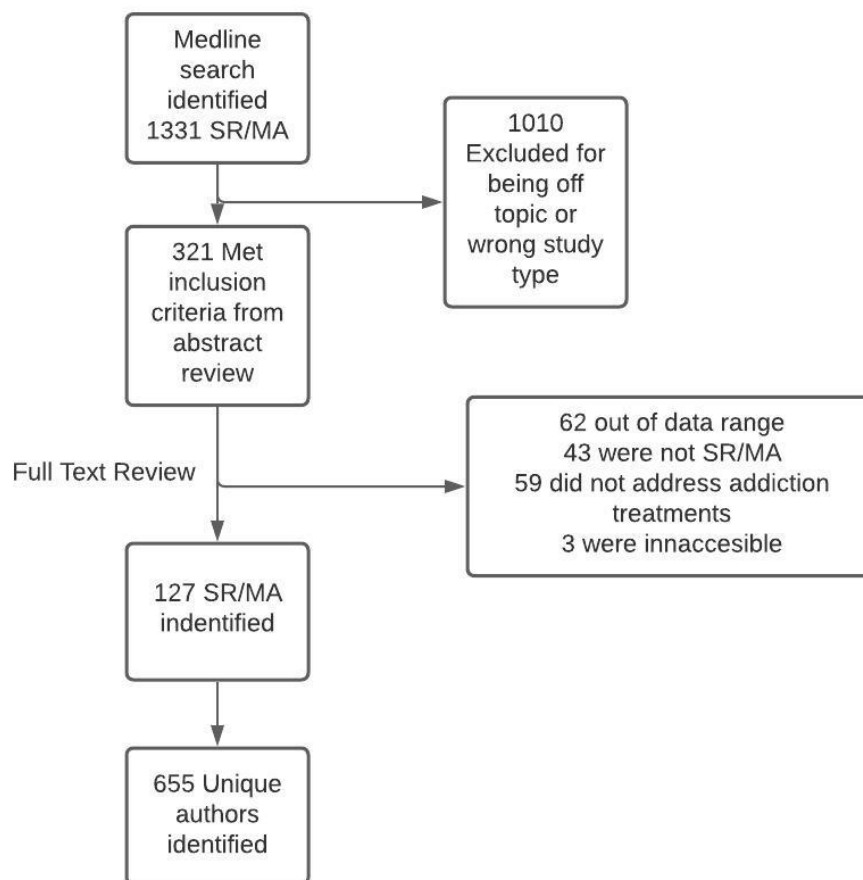 Medline
search
identified
1331 SR/MA
1010
Excluded for
being off
topic or
wrong study
type
321 Met
inclusion
criteria from
abstract
review
62 out of data range
43 were not SR/MA
59 did not address addiction
treatments
3 were innaccesible
Full Text Review
127 SR/MA
indentified
655 Unique
authors
identified